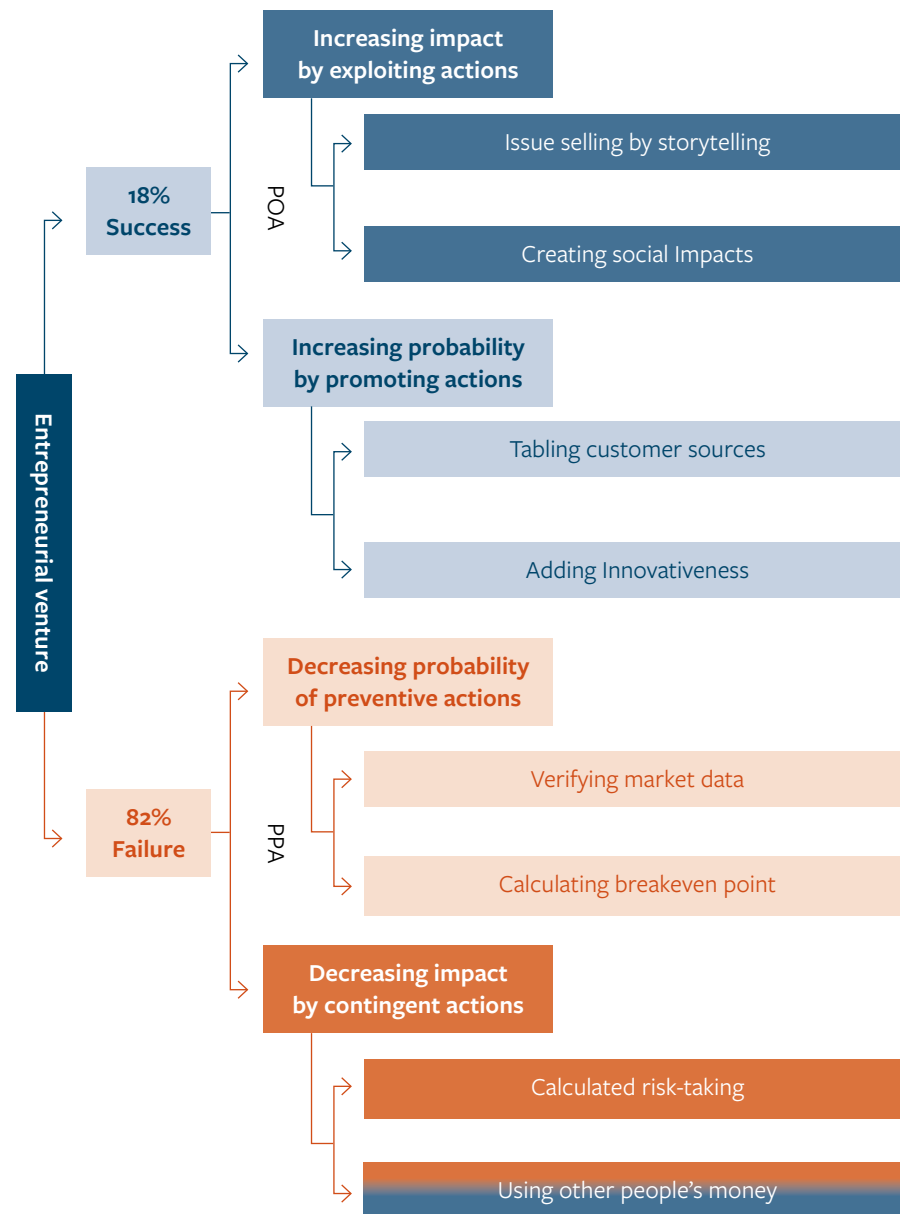 Entrepreneurial venture
18%
Success
POA
Increasing impact
by exploiting actions
Issue selling by storytelling
Creating social Impacts
Increasing probability
by promoting actions
Tabling customer sources
Adding Innovativeness
82%
Failure
PPA
Decreasing probability
of preventive actions
Verifying market data
Calculating breakeven point
Decreasing impact
by contingent actions
Calculated risk-taking
Using other people’s money